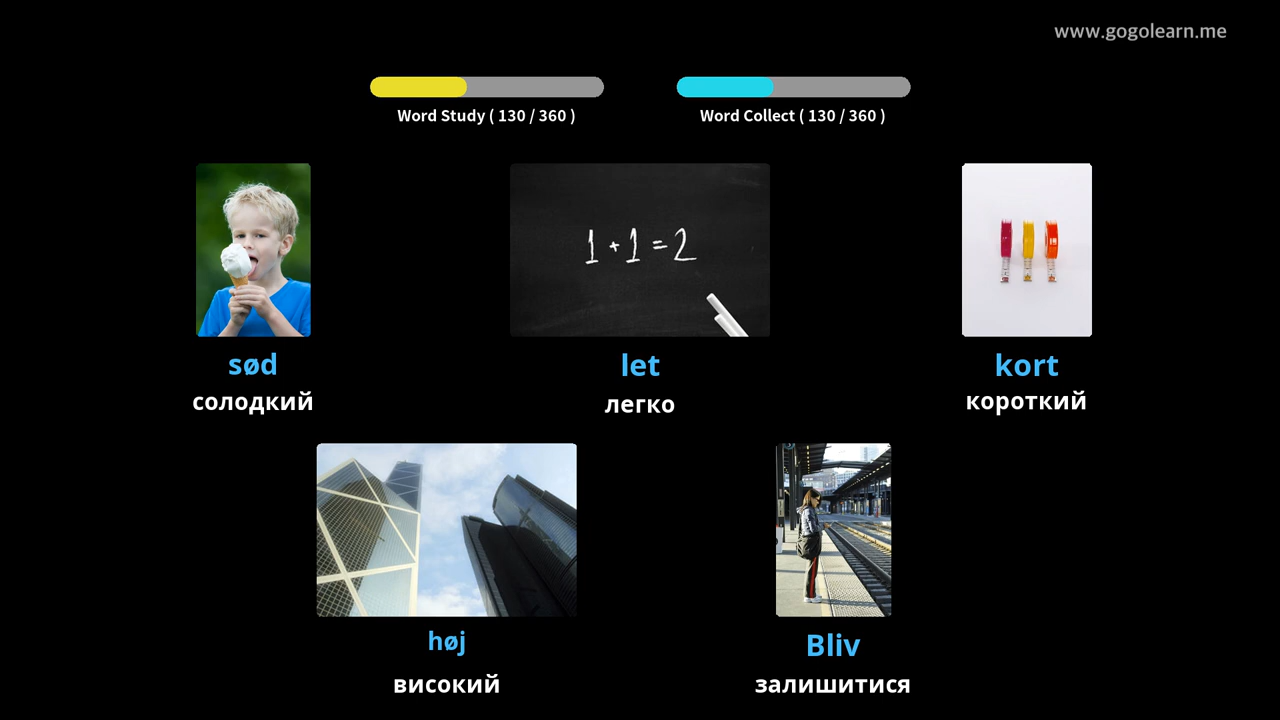 www.gogolearn.me
Word Study ( 130 / 360 )
Word Collect ( 130 / 360 )
1 + 1 = 2
sød
let
kort
солодкий
легко
короткий
høj
Bliv
високий
залишитися